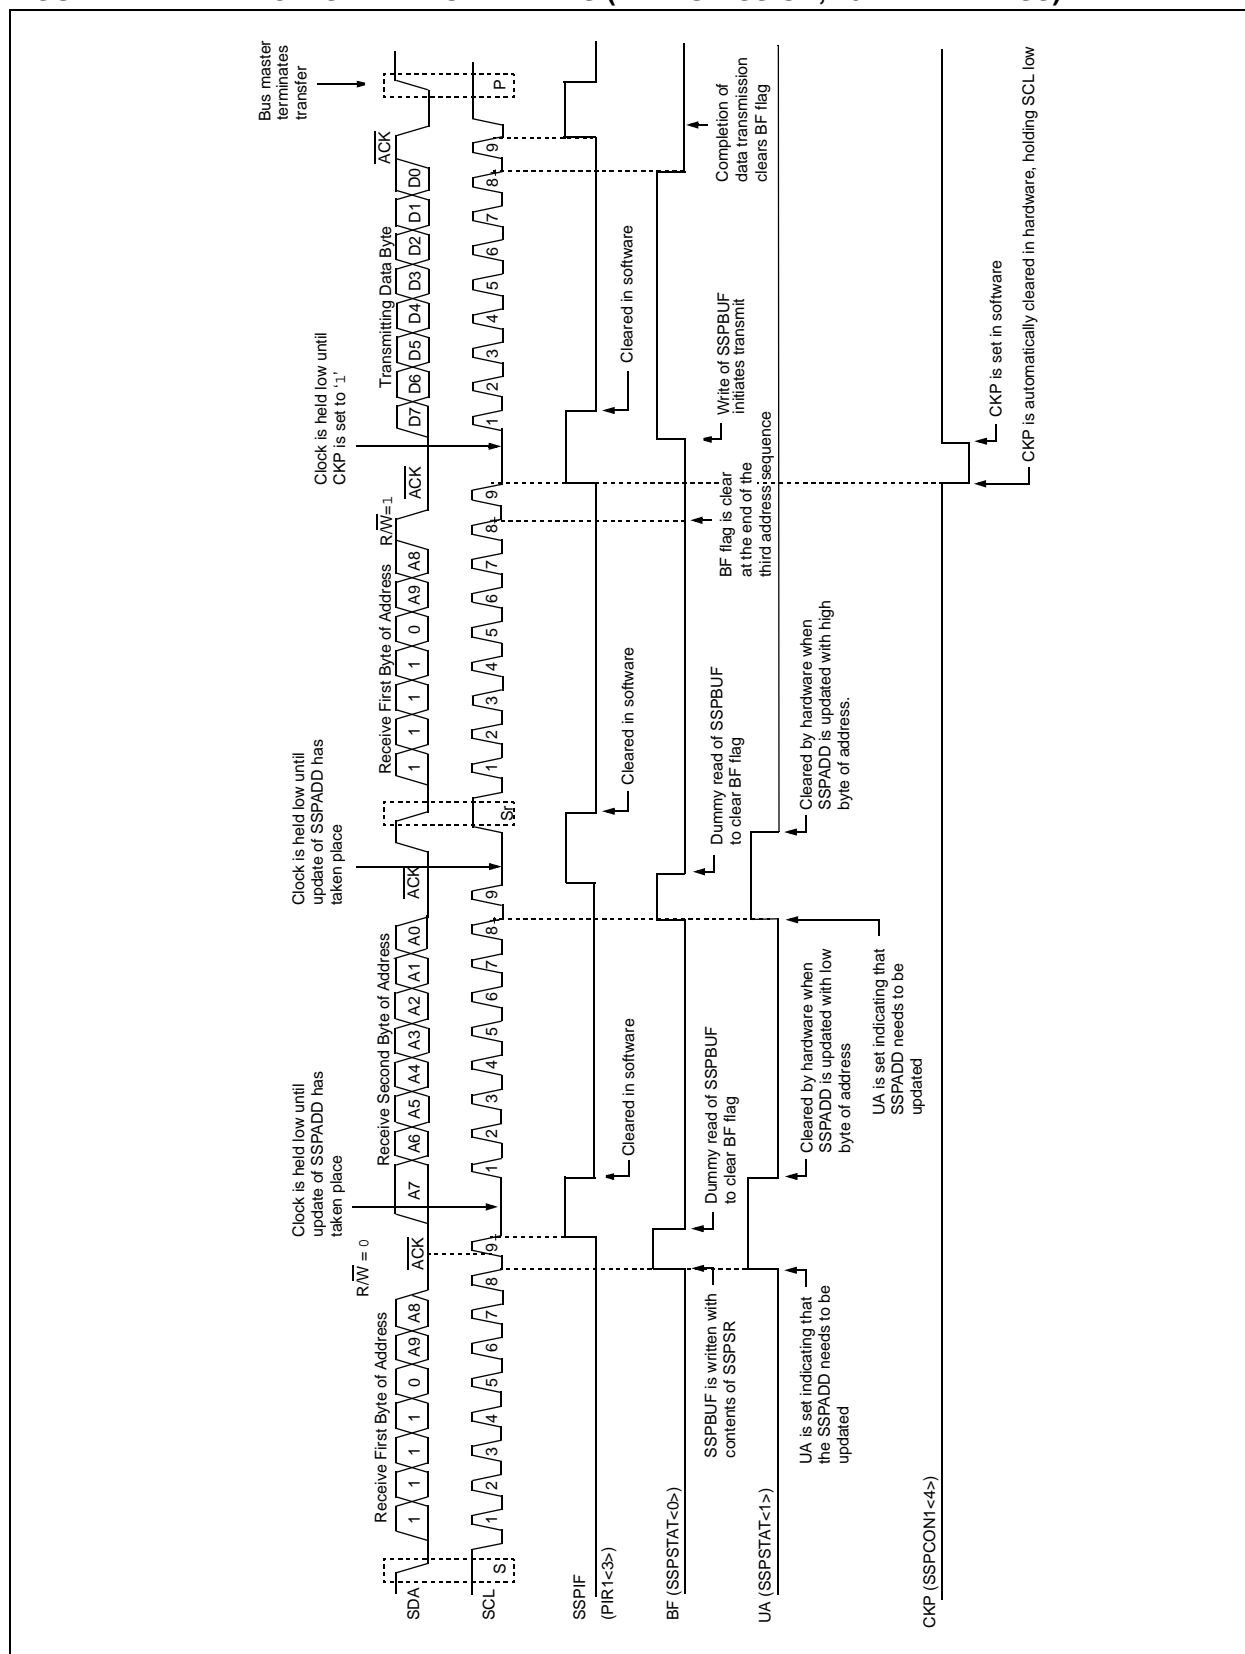 Clock is held low until
update of SSPADD has
taken place
Clock is held low until
update of SSPADD has
taken place
Clock is held low until
CKP is set to ‘1’
Bus master
terminates
transfer
R/W = 0
R/W=1
Receive First Byte of Address
ACK
Receive Second Byte of Address
ACK
Receive First Byte of Address
ACK
Transmitting Data Byte
ACK
SDA
1 1 1 1 0 A9 A8
A7 A6 A5 A4 A3 A2 A1 A0
1 1 1 1 0 A9 A8
D7 D6 D5 D4 D3 D2 D1 D0
SCL
S
1 2 3 4 5 6 7 8 9
1 2 3 4 5 6 7 8 9
Sr
1 2 3 4 5 6 7 8 9
1 2 3 4 5 6 7 8 9
P
SSPIF
(PIR1<3>)
Cleared in software
Cleared in software
Cleared in software
BF (SSPSTAT<0>)
SSPBUF is written with
contents of SSPSR
Dummy read of SSPBUF
to clear BF flag
Dummy read of SSPBUF
to clear BF flag
BF flag is clear
at the end of the
third address sequence
Write of SSPBUF
initiates transmit
Completion of
data transmission
clears BF flag
UA (SSPSTAT<1>)
UA is set indicating that
the SSPADD needs to be
updated
Cleared by hardware when
SSPADD is updated with low
byte of address
UA is set indicating that
SSPADD needs to be
updated
Cleared by hardware when
SSPADD is updated with high
byte of address.
CKP (SSPCON1<4>)
CKP is set in software
CKP is automatically cleared in hardware, holding SCL low